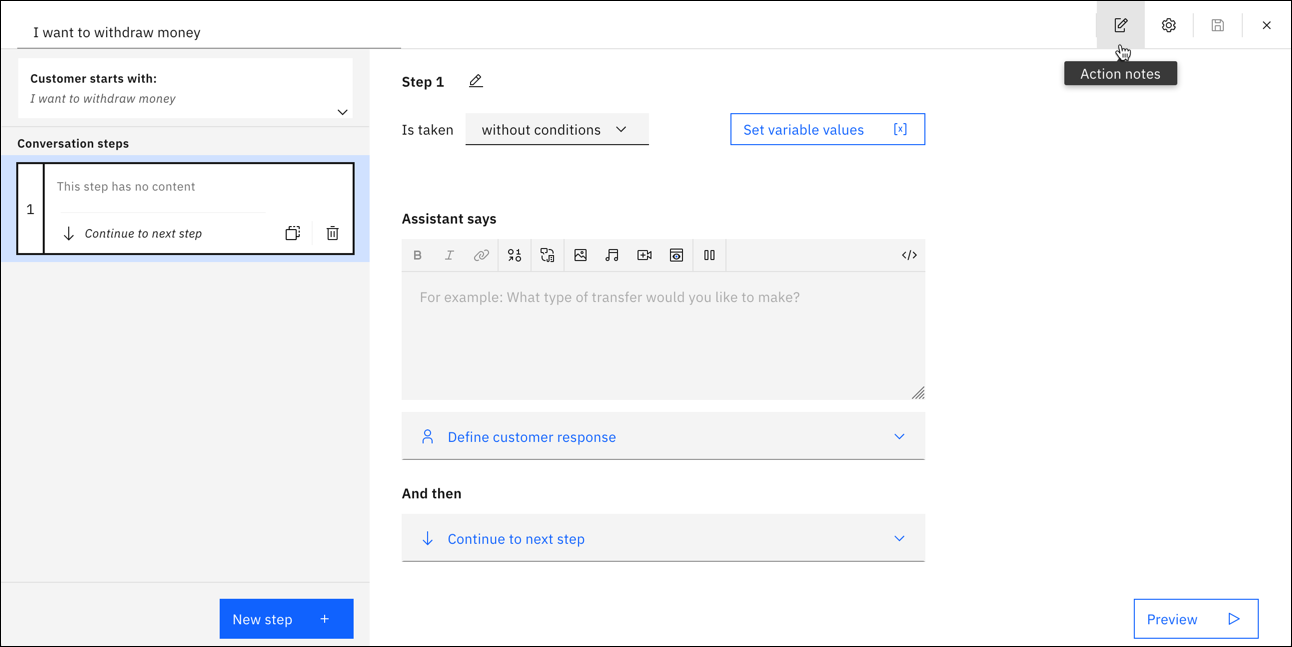 I want to withdraw money
Action notes
Customer starts with:
I want to withdraw money
Conversation steps
1
This step has no content
Continue to next step
New step +
Step 1
Is taken without conditions
Set variable values [x]
Assistant says
B I </>
For example: What type of transfer would you like to make?
Define customer response
And then
Continue to next step
Preview